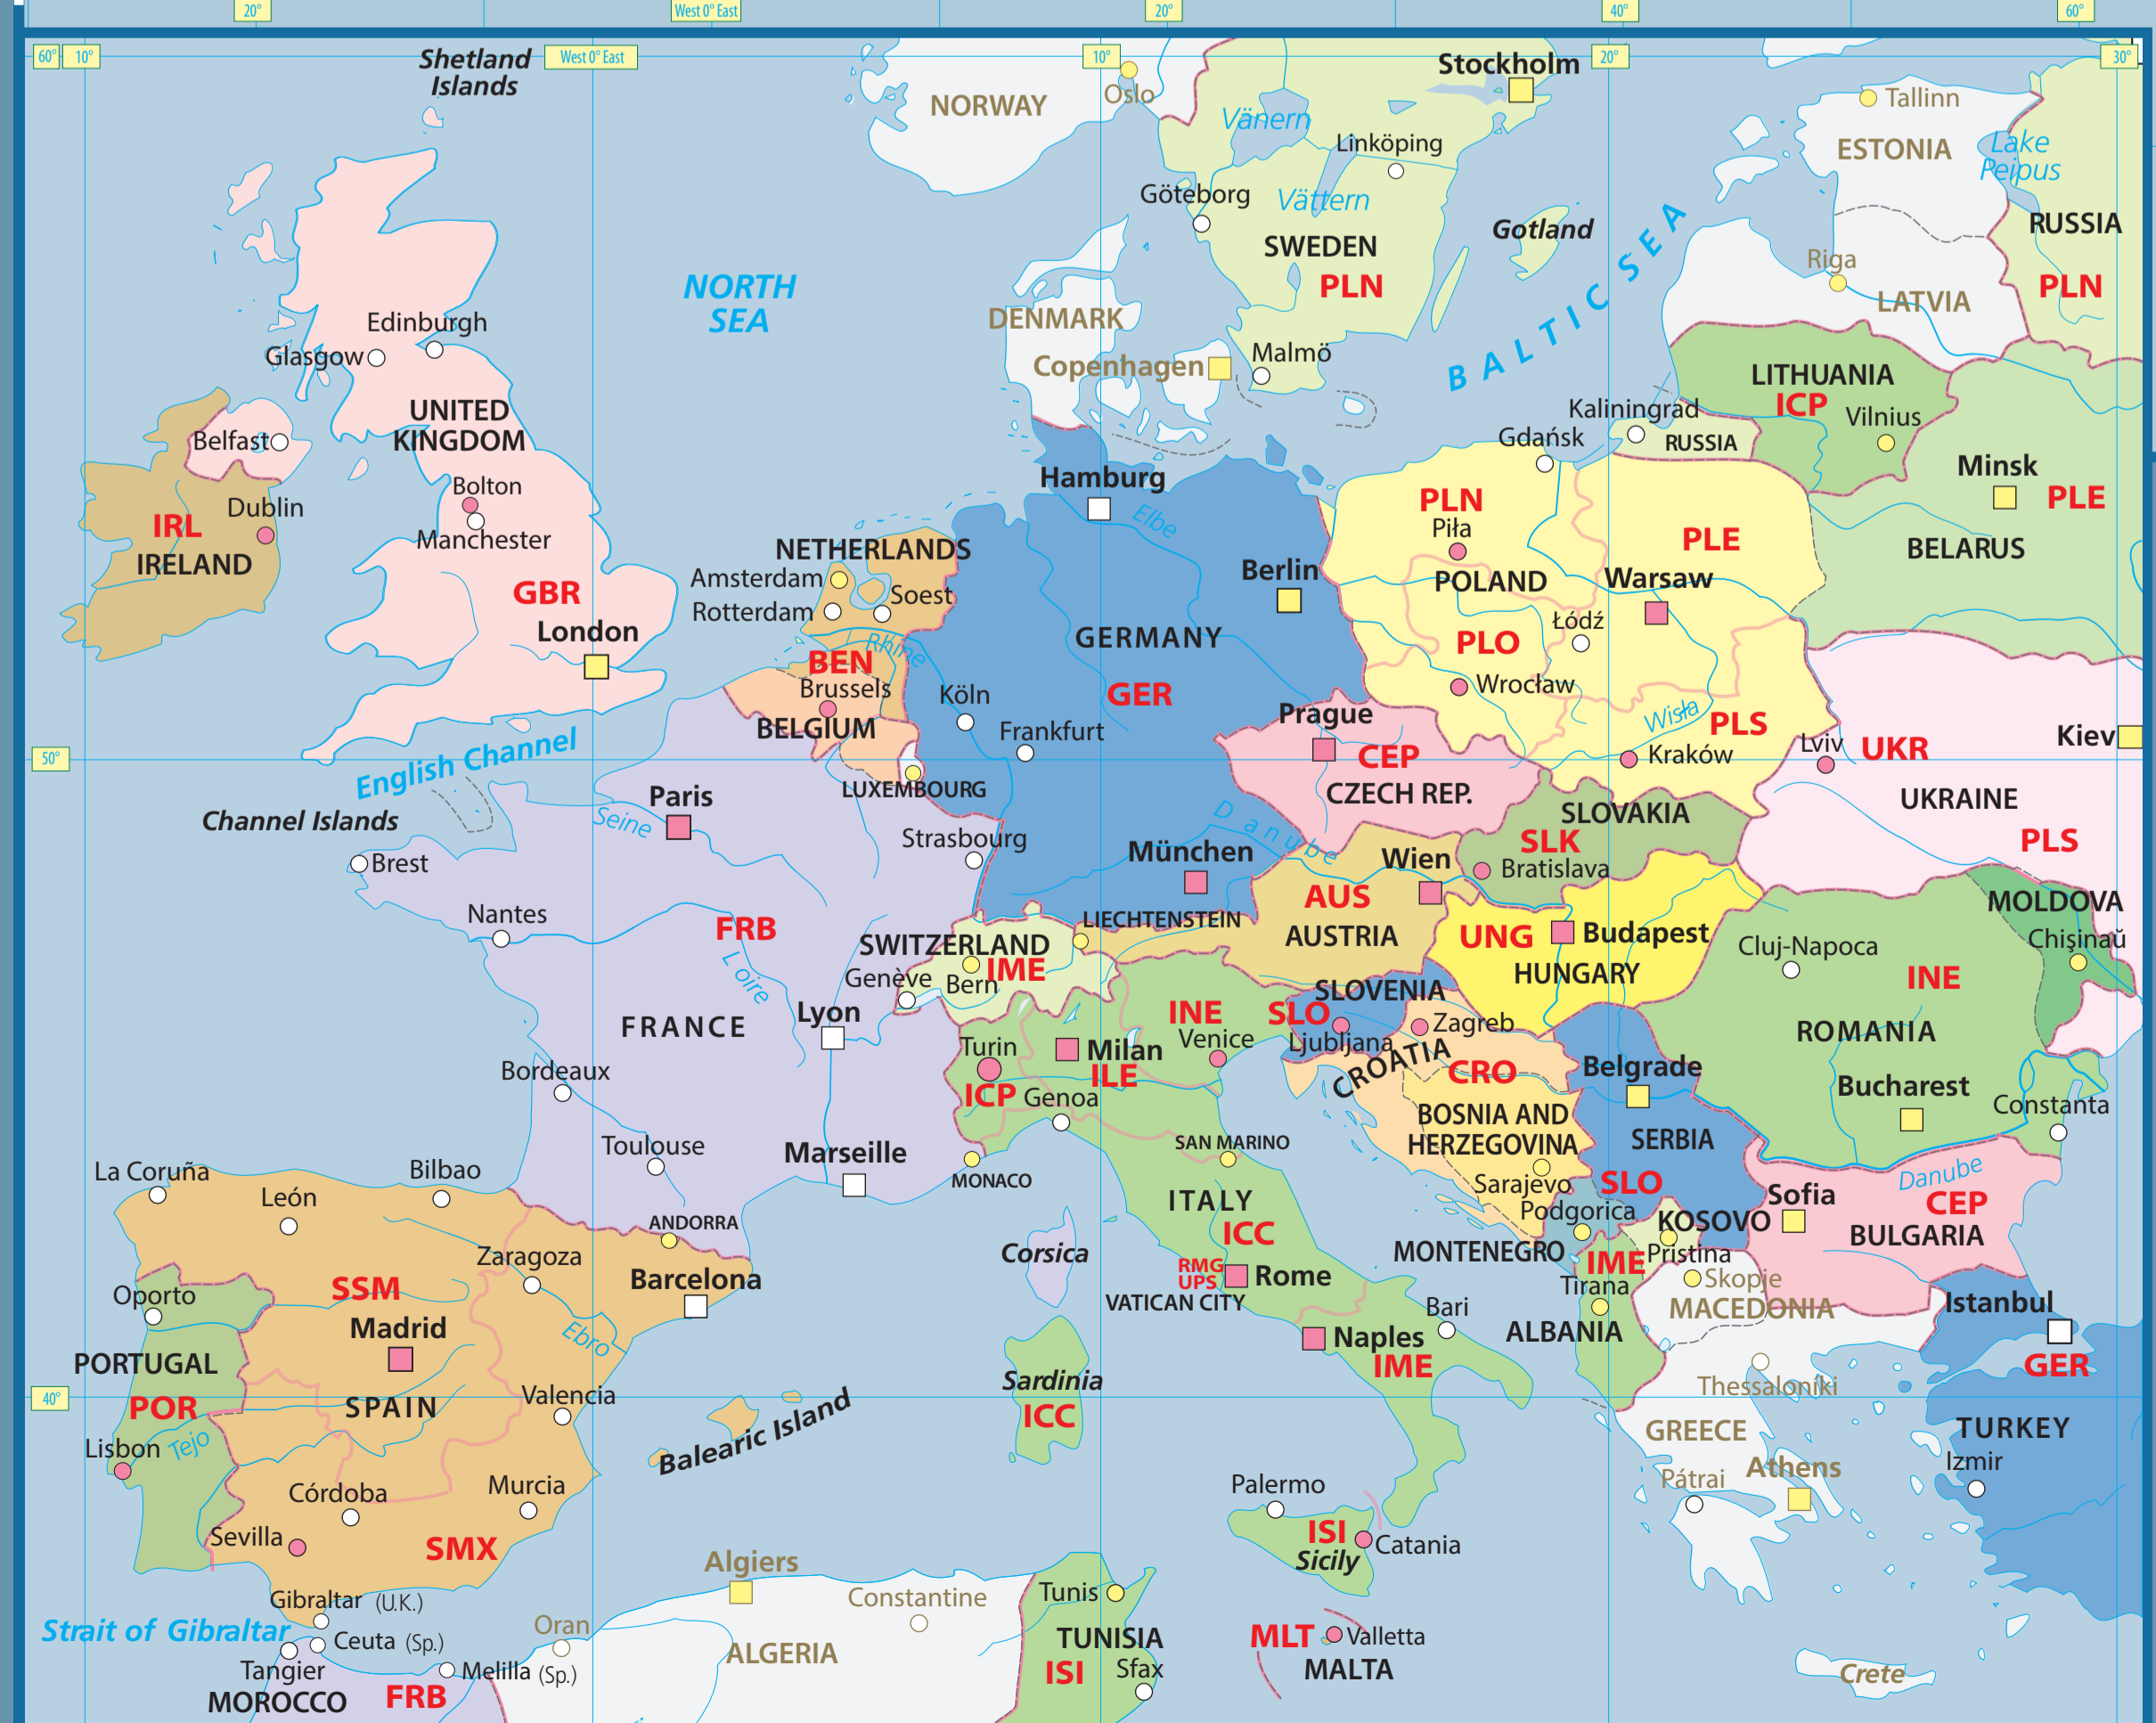 20°
West 0° East
20°
40°
60°
60°
10°
West 0° East
10°
20°
30°
Shetland
Islands
NORWAY
Oslo
Stockholm
Vänern
Linköping
Göteborg
Vättern
SWEDEN
PLN
Gotland
BALTIC SEA
Tallinn
ESTONIA
Lake
Peipus
RUSSIA
PLN
Riga
LATVIA
NORTH
SEA
DENMARK
Copenhagen
Malmö
Edinburgh
Glasgow
UNITED
KINGDOM
Belfast
Bolton
Manchester
Dublin
IRL
IRELAND
GBR
London
LITHUANIA
ICP
Vilnius
Kaliningrad
RUSSIA
Gdańsk
Minsk
PLE
BELARUS
Hamburg
Elbe
Berlin
PLN
Piła
PLE
POLAND
Warsaw
Łódź
PLO
Wrocław
Wisła
PLS
Kraków
NETHERLANDS
Amsterdam
Soest
Rotterdam
Rhine
BEN
Brussels
BELGIUM
LUXEMBOURG
GERMANY
GER
Köln
Frankfurt
Prague
CEP
CZECH REP.
Lviv
UKR
Kiev
UKRAINE
PLS
50°
English Channel
Channel Islands
Paris
Seine
Brest
Nantes
Strasbourg
München
Danube
Wien
AUS
AUSTRIA
LIECHTENSTEIN
SLOVAKIA
SLK
Bratislava
UNG
Budapest
HUNGARY
MOLDOVA
Chişinaŭ
Cluj-Napoca
INE
ROMANIA
Bucharest
Constanta
FRB
Loire
FRANCE
SWITZERLAND
IME
Genève
Bern
Lyon
Bordeaux
Toulouse
Marseille
ANDORRA
MONACO
Turin
ICP
Milan
ILE
Genoa
INE
Venice
SLO
SLOVENIA
Ljubljana
Zagreb
CROATIA
CRO
BOSNIA AND
HERZEGOVINA
Sarajevo
Belgrade
SERBIA
SLO
SAN MARINO
ITALY
ICC
RMG
UPS
Rome
VATICAN CITY
Naples
IME
Bari
Podgorica
MONTENEGRO
KOSOVO
Pristina
IME
Tirana
ALBANIA
Skopje
MACEDONIA
Sofia
Danube
CEP
BULGARIA
Istanbul
GER
TURKEY
Izmir
Thessaloníki
GREECE
Athens
Pátrai
Crete
La Coruña
León
Bilbao
Zaragoza
Barcelona
Ebro
SSM
Madrid
SPAIN
Valencia
Oporto
PORTUGAL
POR
40°
Lisbon
Tejo
Córdoba
Murcia
Sevilla
SMX
Balearic Island
Corsica
Sardinia
ICC
Palermo
ISI
Sicily
Catania
Gibraltar (U.K.)
Strait of Gibraltar
Ceuta (Sp.)
Tangier
Melilla (Sp.)
MOROCCO
FRB
Oran
Algiers
Constantine
ALGERIA
Tunis
TUNISIA
ISI
Sfax
MLT
Valletta
MALTA